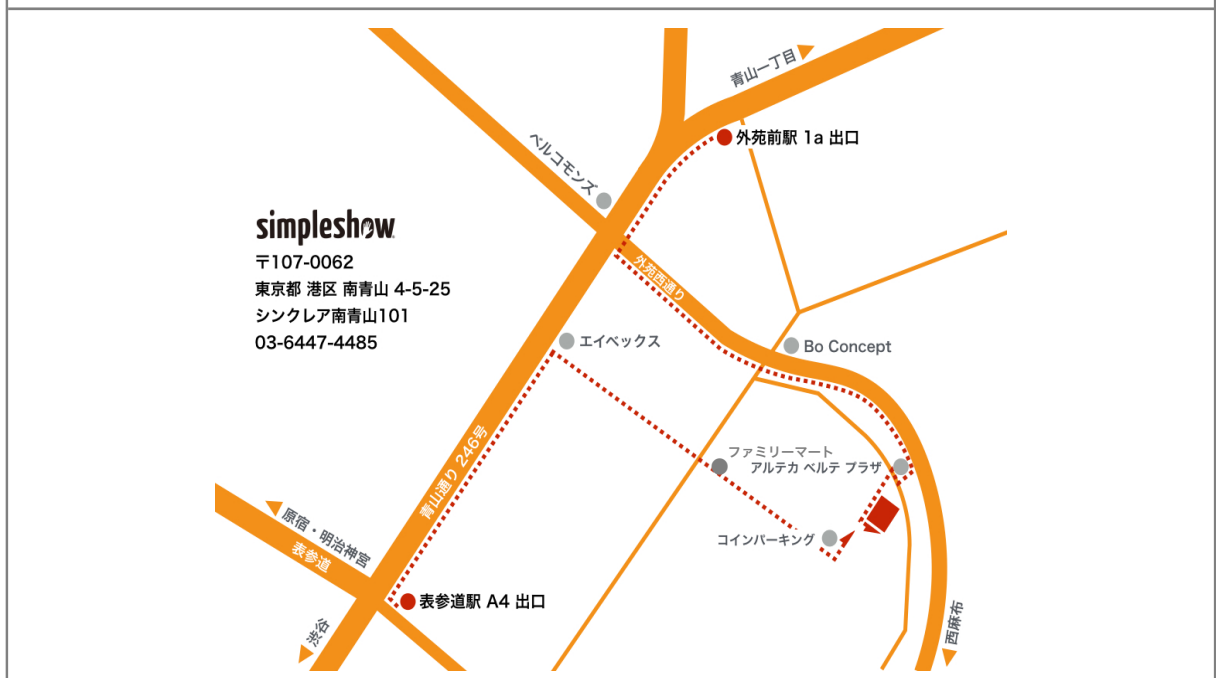 青山一丁目
外苑前駅 1a 出口
ベルコモンズ
simpleshow
〒107-0062
東京都 港区 南青山 4-5-25
シンクレア南青山101
03-6447-4485
外苑西通り
エイベックス
Bo Concept
青山通り 246号
ファミリーマート
アルテカ ベルテ プラザ
コインパーキング
原宿・明治神宮
表参道
表参道駅 A4 出口
渋谷
西麻布